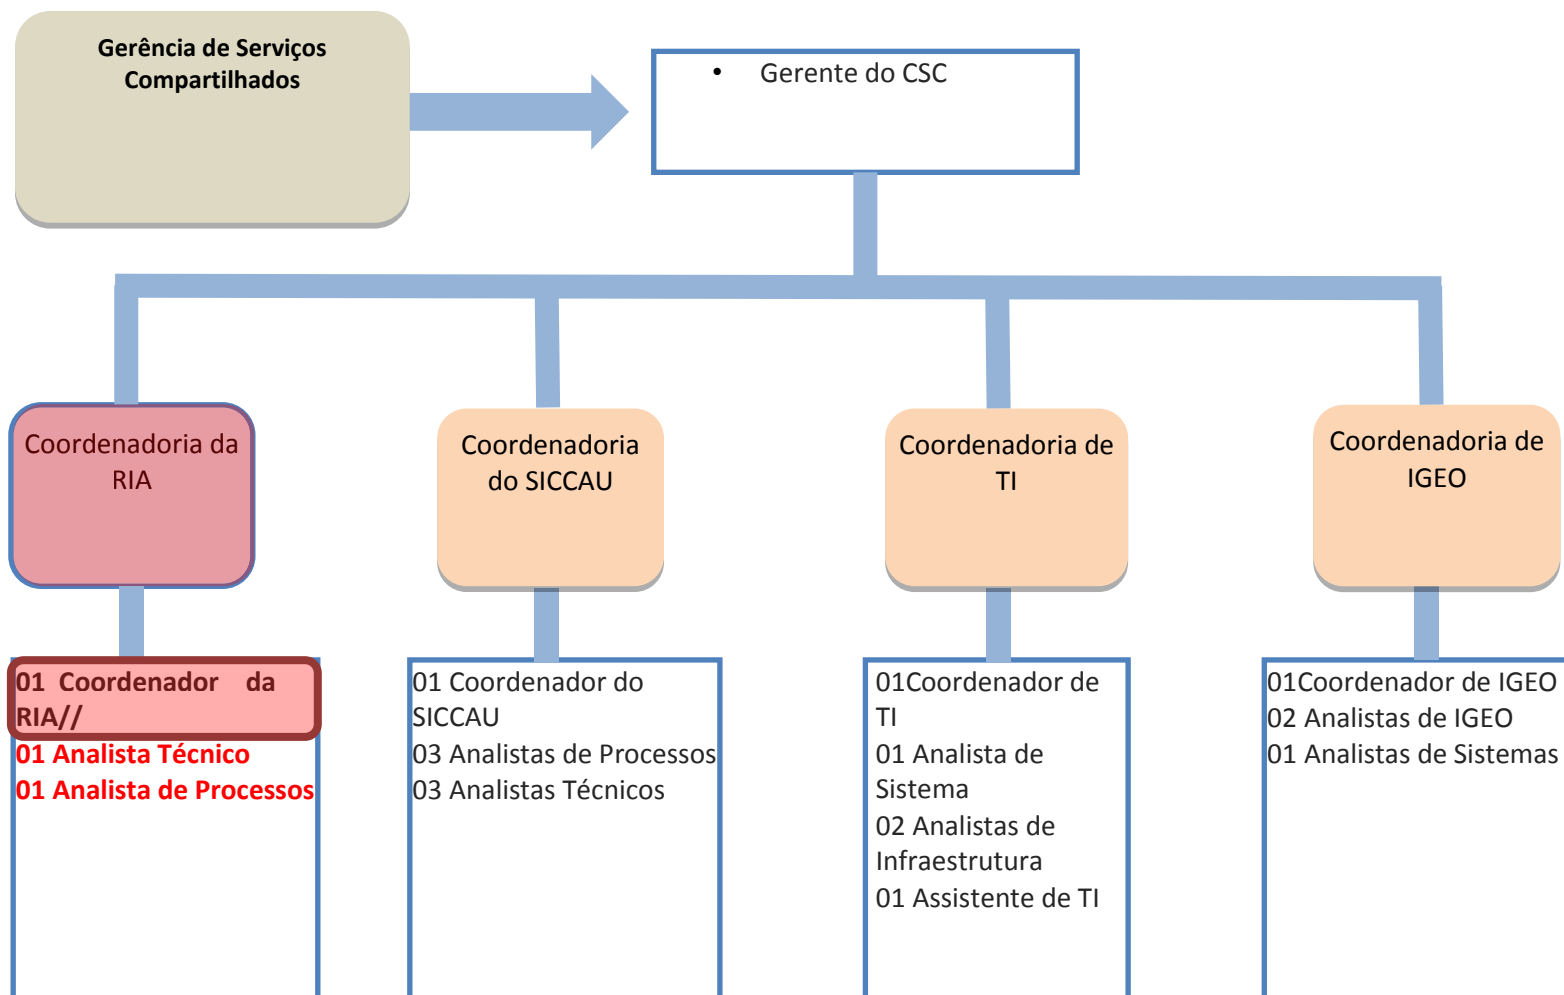 Gerência de Serviços
Compartilhados
• Gerente do CSC
Coordenadoria da
RIA
Coordenadoria
do SICCAU
Coordenadoria de
TI
Coordenadoria de
IGEO
01 Coordenador da
RIA//
01 Analista Técnico
01 Analista de Processos
01 Coordenador do
SICCAU
03 Analistas de Processos
03 Analistas Técnicos
01Coordenador de
TI
01 Analista de
Sistema
02 Analistas de
Infraestrutura
01 Assistente de TI
01Coordenador de IGEO
02 Analistas de IGEO
01 Analistas de Sistemas